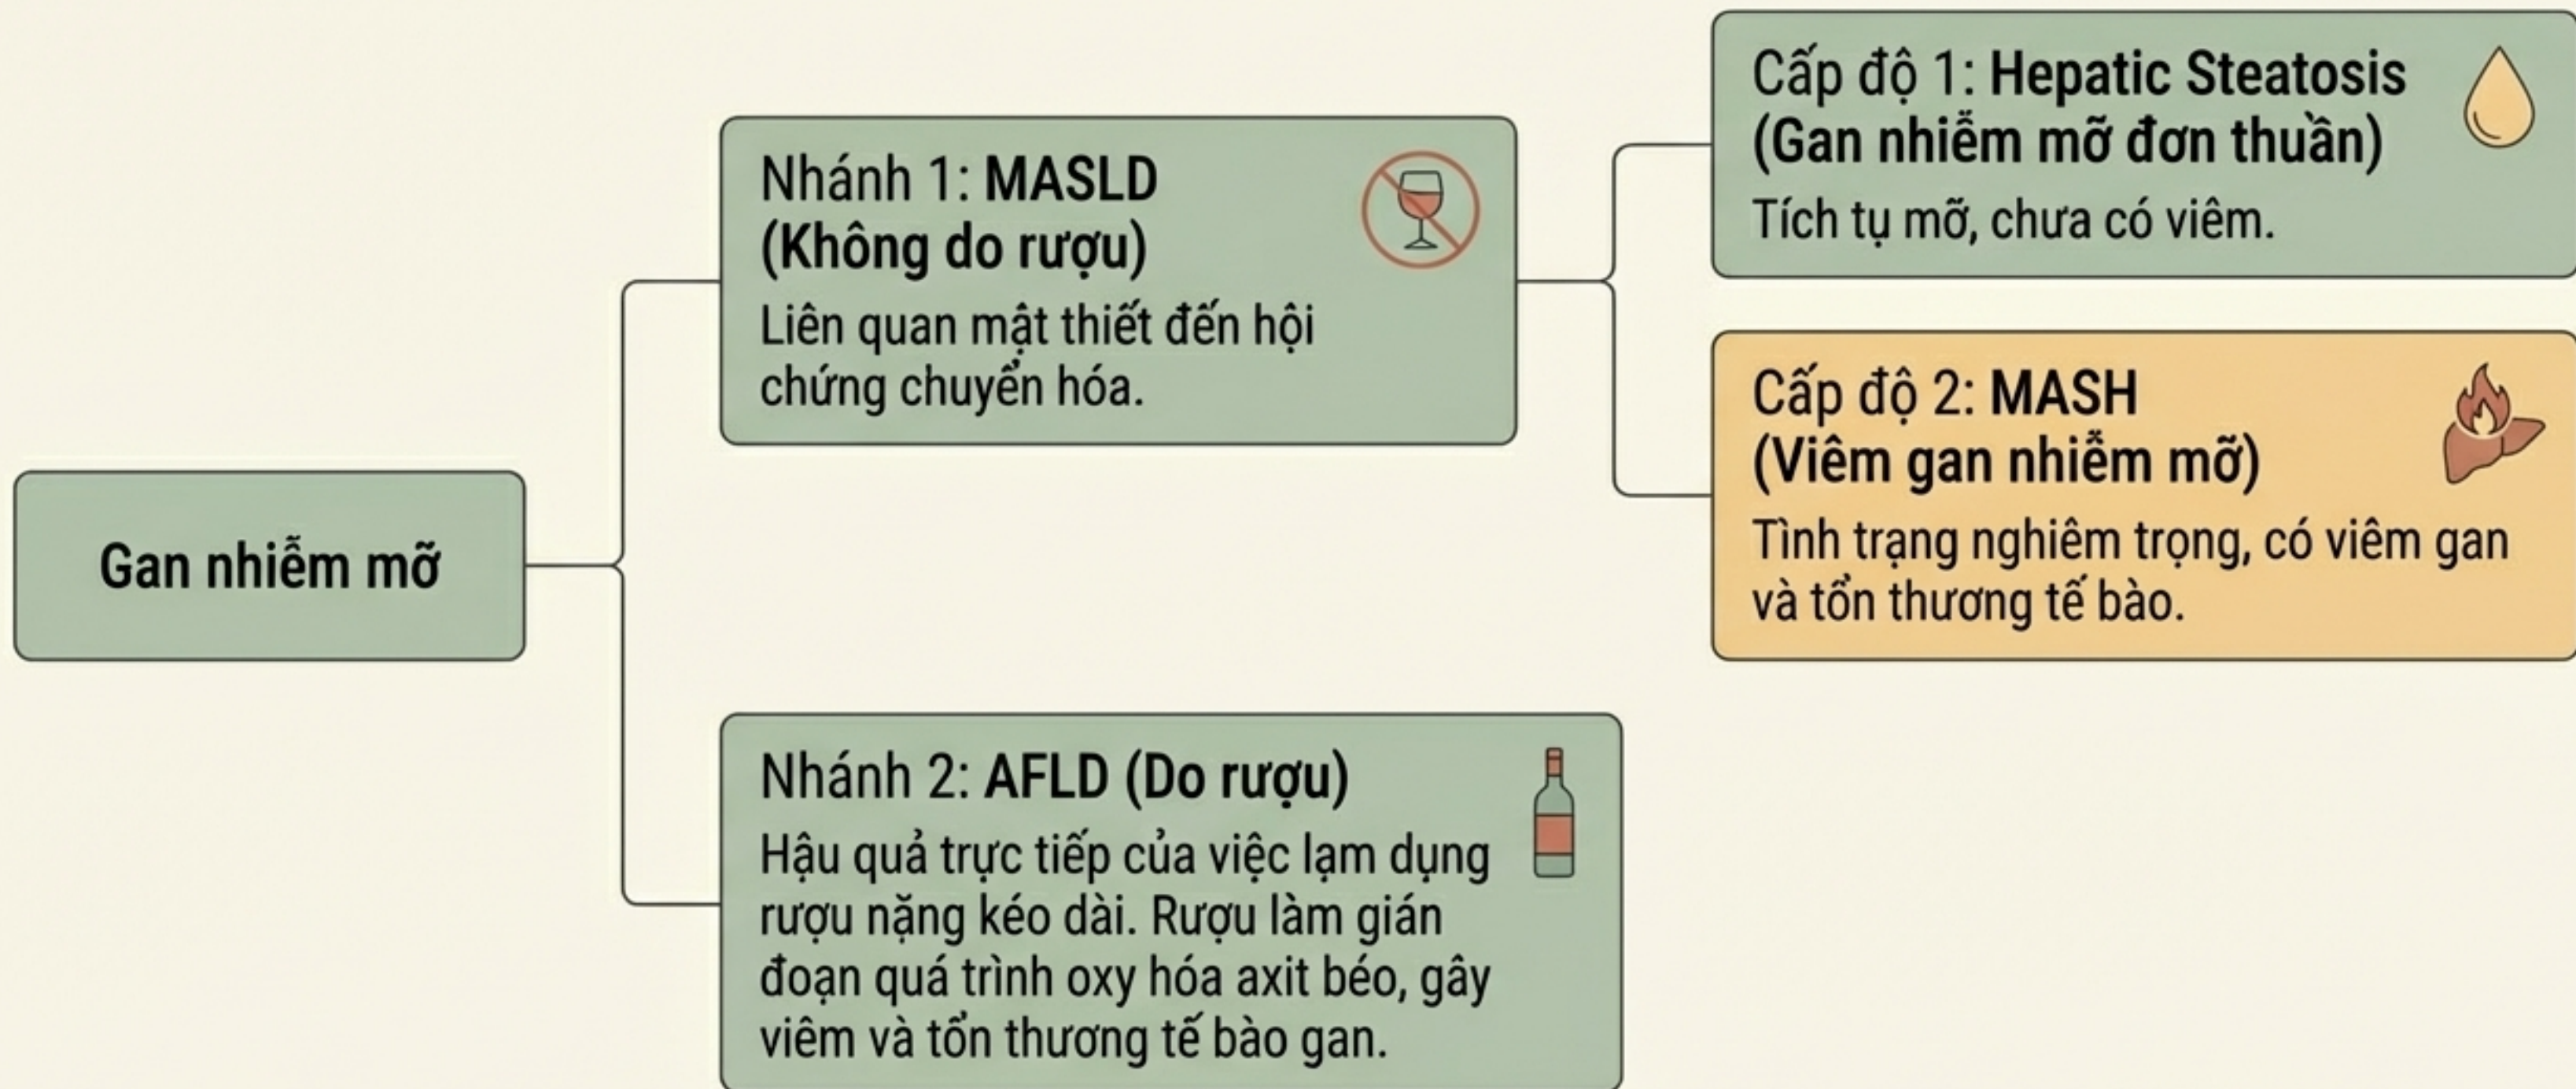 Gan nhiễm mỡ
Nhánh 1: MASLD
(Không do rượu)
Liên quan mật thiết đến hội
chứng chuyển hóa.
Cấp độ 1: Hepatic Steatosis
(Gan nhiễm mỡ đơn thuần)
Tích tụ mỡ, chưa có viêm.
Cấp độ 2: MASH
(Viêm gan nhiễm mỡ)
Tình trạng nghiêm trọng, có viêm gan
và tổn thương tế bào.
Nhánh 2: AFLD (Do rượu)
Hậu quả trực tiếp của việc lạm dụng
rượu nặng kéo dài. Rượu làm gián
đoạn quá trình oxy hóa axit béo, gây
viêm và tổn thương tế bào gan.